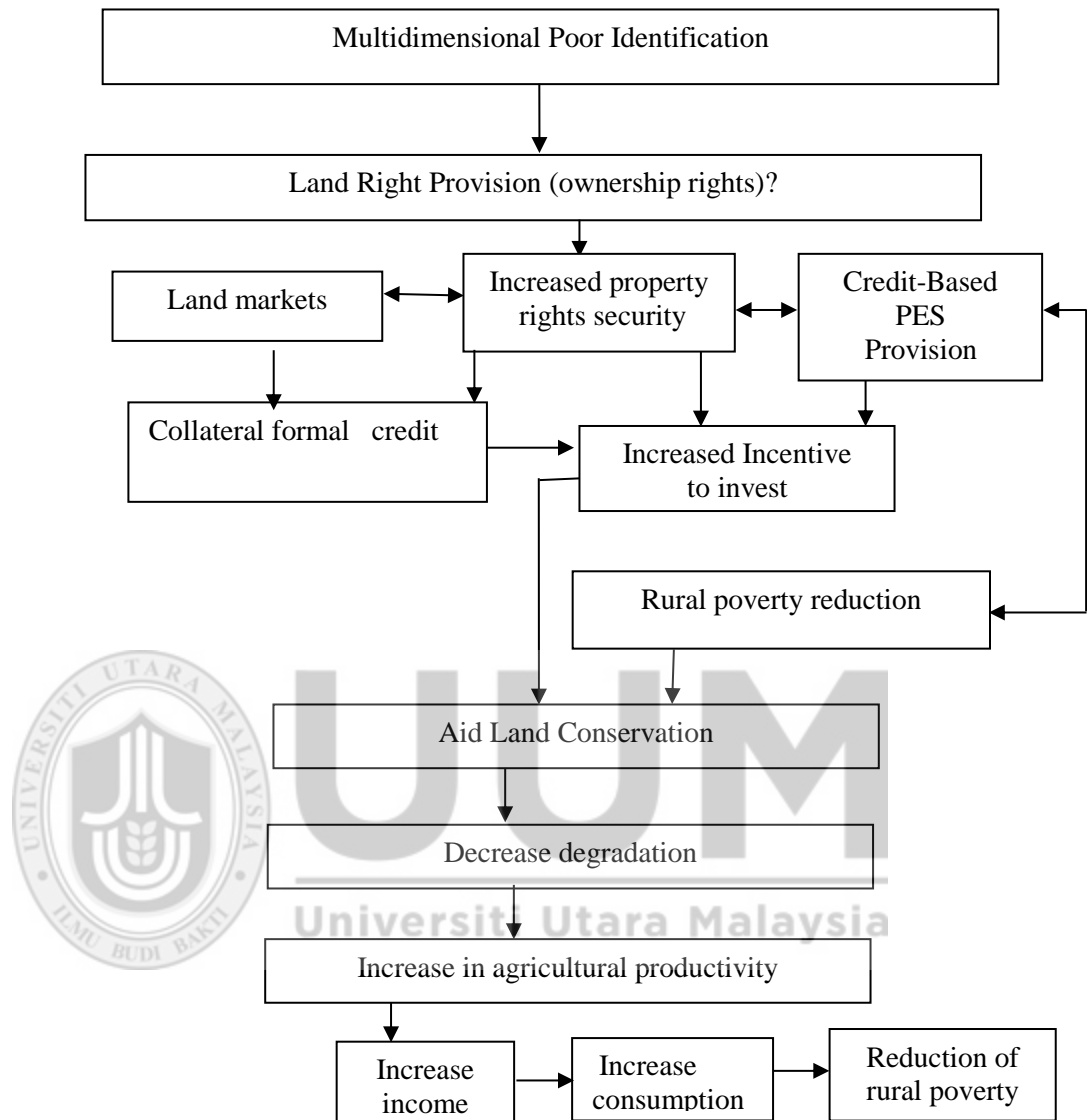 Multidimensional Poor Identification
Land Right Provision (ownership rights)?
Land markets
Increased property
rights security
Credit-Based
PES
Provision
Collateral formal credit
Increased Incentive
to invest
Rural poverty reduction
Aid Land Conservation
Decrease degradation
Increase in agricultural productivity
Increase
income
Increase
consumption
Reduction of
rural poverty
UNIVERSITI UTARA MALAYSIA
ILMU BUDI BAKTI
UUM
Universiti Utara Malaysia